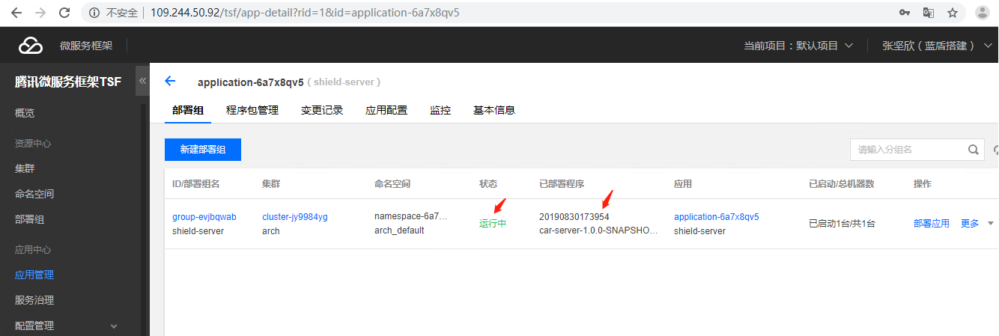 不安全 109.244.50.92/tsf/app-detail?rid=1&id=application-6a7x8qv5
微服务框架 当前项目：默认项目 张坚欣（蓝盾搭建）
腾讯微服务框架TSF
概览
资源中心
集群
命名空间
部署组
应用中心
应用管理
服务治理
配置管理
application-6a7x8qv5（shield-server）
部署组 程序包管理 变更记录 应用配置 监控 基本信息
新建部署组 请输入分组名
ID/部署组名 集群 命名空间 状态 已部署程序 应用 已启动/总机器数 操作
group-evjbqwab cluster-jy9984yg namespace-6a7... 运行中 20190830173954 application-6a7x8qv5 已启动1台/共1台 部署应用 更多
shield-server arch arch_default car-server-1.0.0-SNAPSHO... shield-server